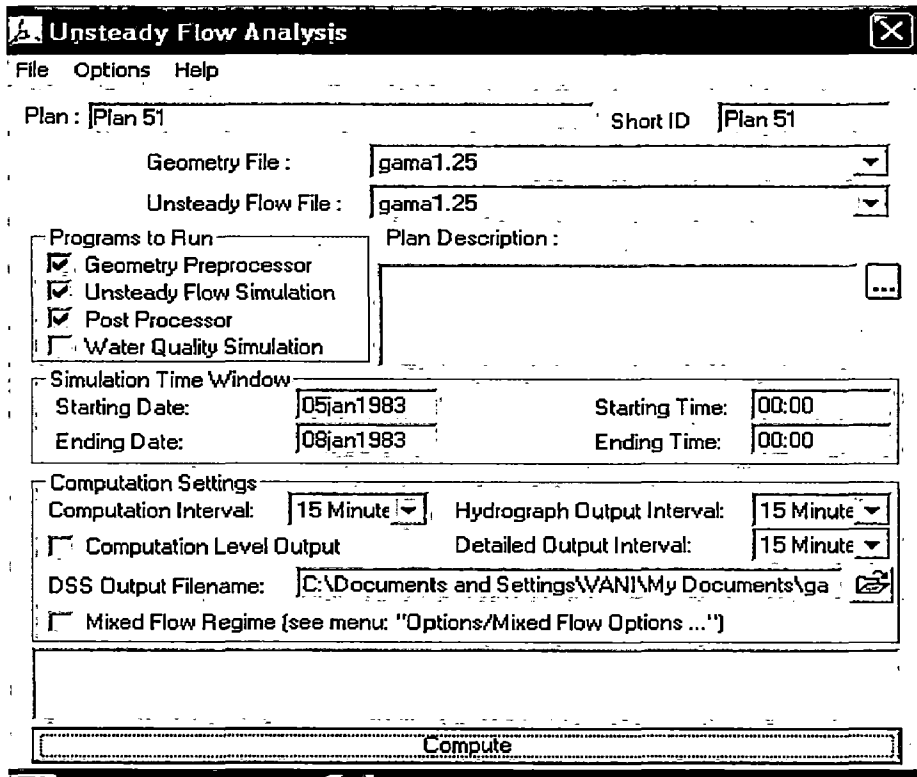 Unsteady Flow Analysis
File Options Help
Plan : Plan 51 Short ID Plan 51
Geometry File : gama1.25
Unsteady Flow File : gama1.25
Programs to Run Plan Description :
Geometry Preprocessor
Unsteady Flow Simulation
Post Processor
Water Quality Simulation
...
Simulation Time Window
Starting Date: 05jan1983 Starting Time: 00:00
Ending Date: 08jan1983 Ending Time: 00:00
Computation Settings
Computation Interval: 15 Minute Hydrograph Output Interval: 15 Minute
Computation Level Output Detailed Output Interval: 15 Minute
DSS Output Filename: C:\Documents and Settings\VANI\My Documents\ga
Mixed Flow Regime (see menu: "Options/Mixed Flow Options ...")
Compute